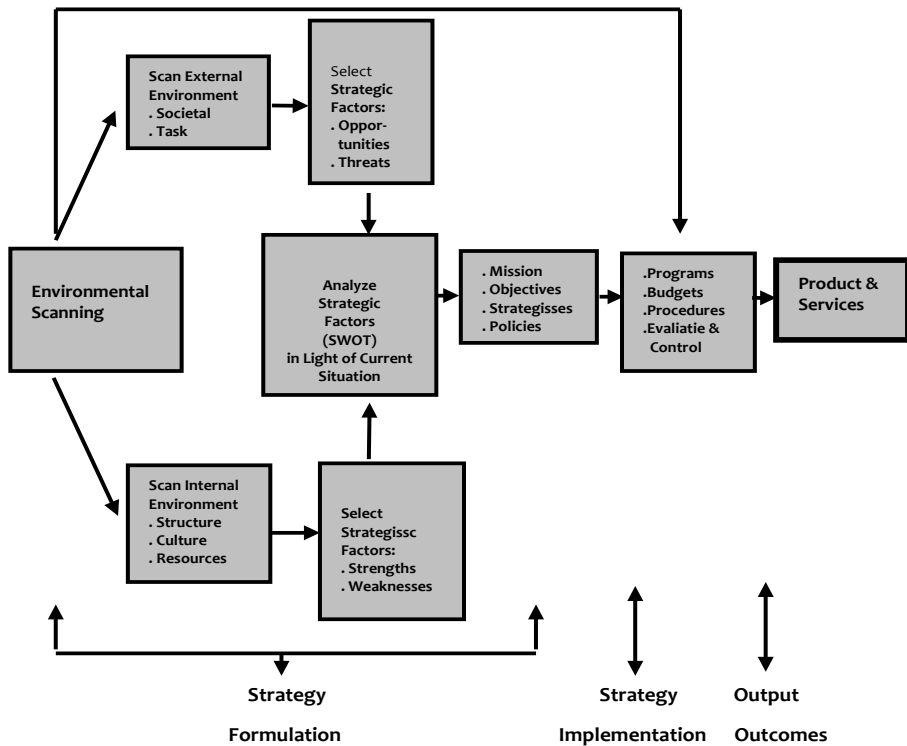 Scan External
Environment
. Societal
. Task
Select
Strategic
Factors:
. Oppor-
tunities
. Threats
Environmental
Scanning
Analyze
Strategic
Factors
(SWOT)
in Light of Current
Situation
. Mission
. Objectives
. Strategisses
. Policies
.Programs
.Budgets
.Procedures
.Evaliatie &
Control
Product &
Services
Scan Internal
Environment
. Structure
. Culture
. Resources
Select
Strategissc
Factors:
. Strengths
. Weaknesses
Strategy
Formulation
Strategy
Implementation
Output
Outcomes